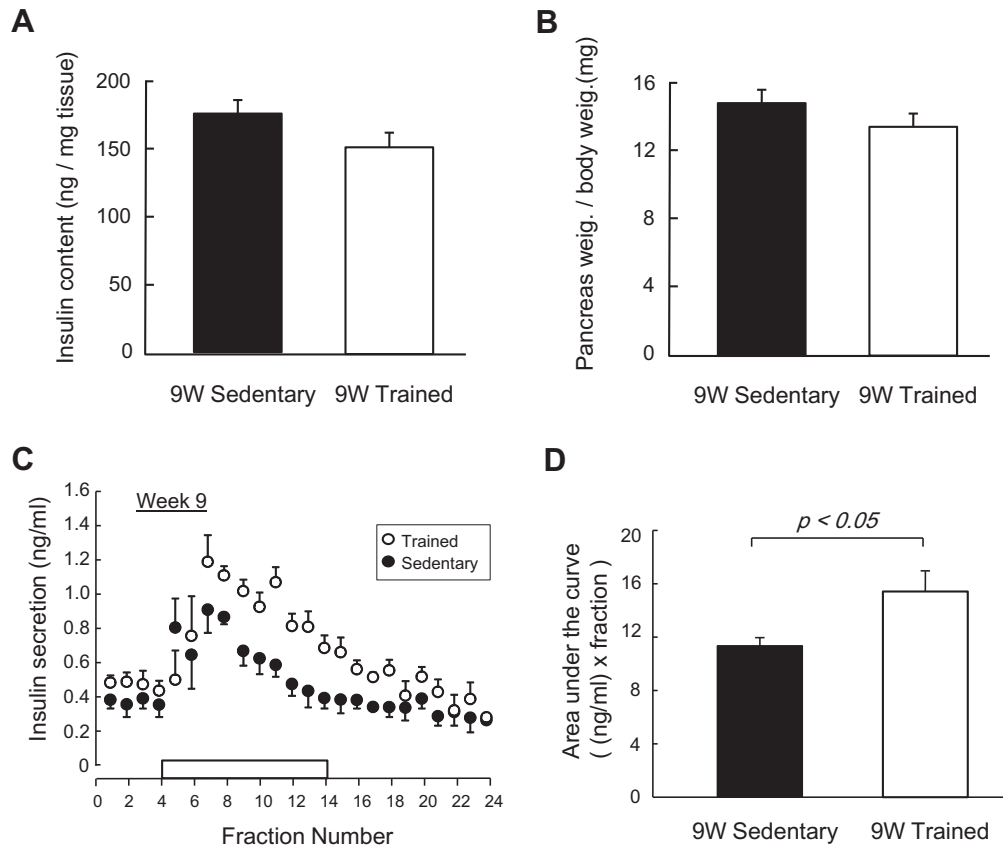 A
Insulin content (ng / mg tissue)
200
150
100
50
0
9W Sedentary
9W Trained
B
Pancreas weig. / body weig.(mg)
16
12
8
4
0
9W Sedentary
9W Trained
C
Insulin secretion (ng/ml)
1.6
1.4
1.2
1.0
0.8
0.6
0.4
0.2
0
Week 9
Trained
Sedentary
0 2 4 6 8 10 12 14 16 18 20 22 24
Fraction Number
D
Area under the curve
( (ng/ml) x fraction )
20
16
12
8
4
0
p < 0.05
9W Sedentary
9W Trained